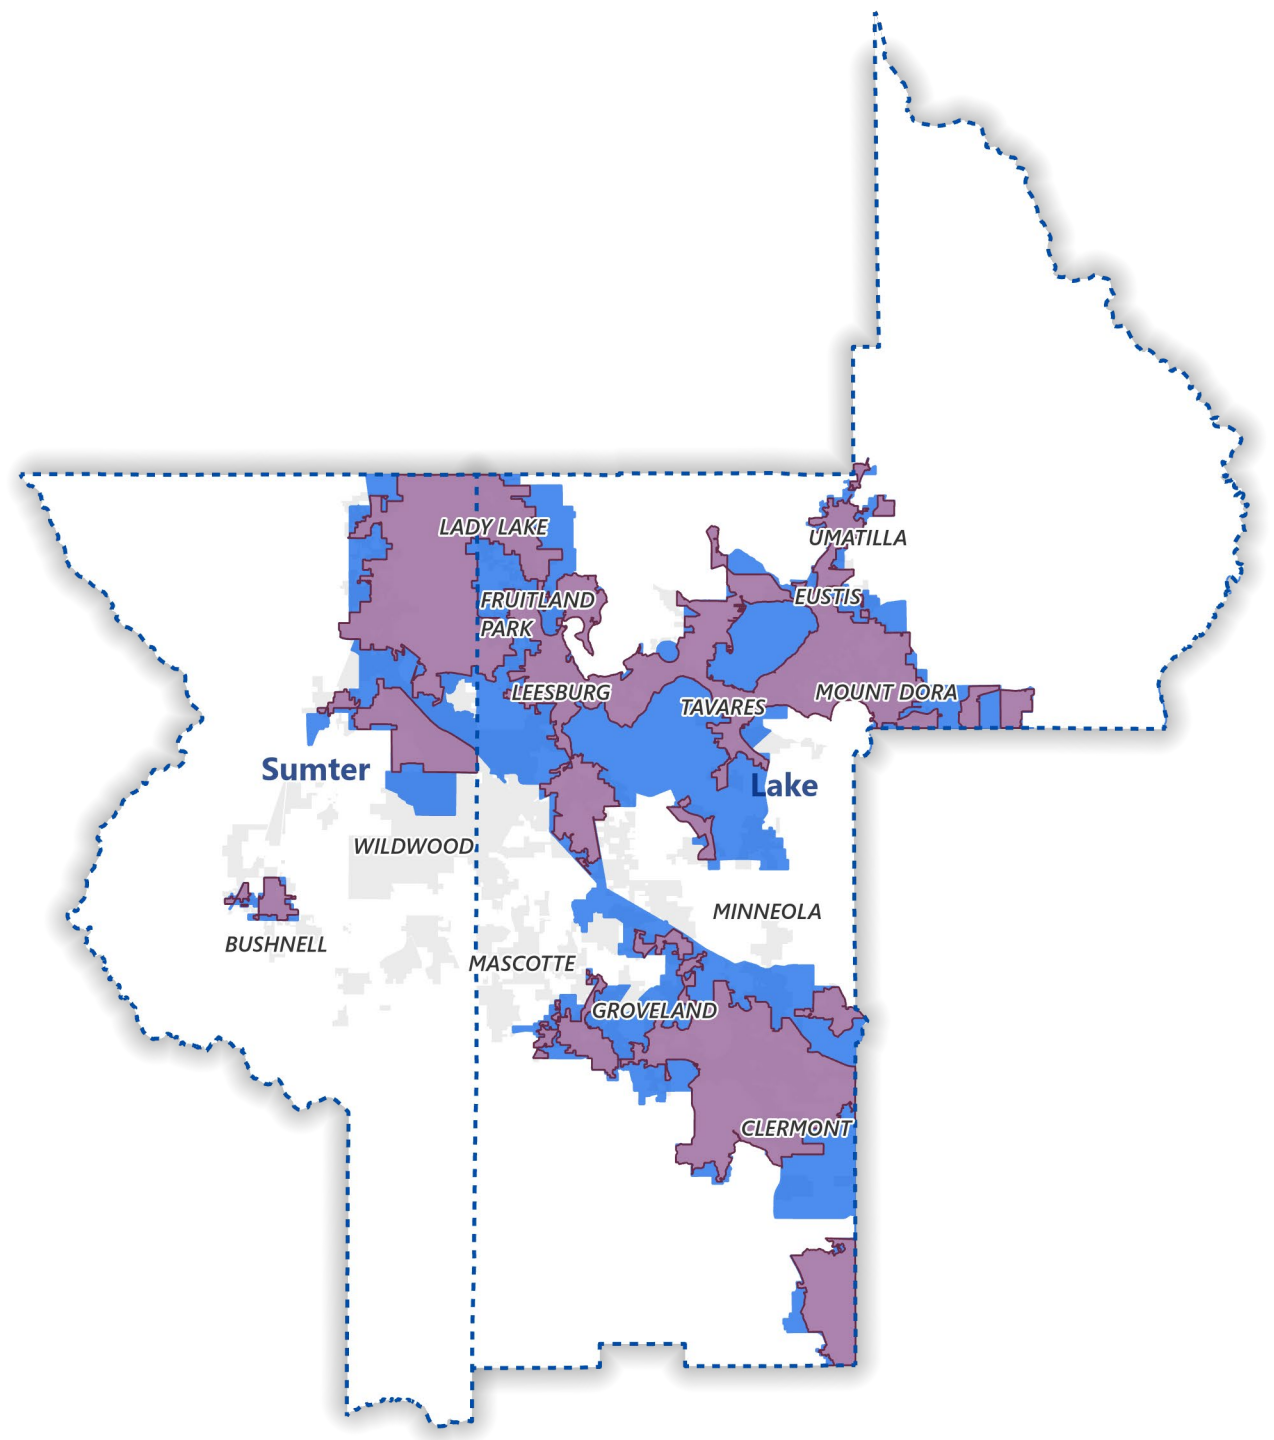 LADY LAKE
UMATILLA
FRUITLAND
PARK
EUSTIS
LEESBURG
TAVARES
MOUNT DORA
Sumter
Lake
WILDWOOD
MINNEOLA
BUSHNELL
MASCOTTE
GROVELAND
CLERMONT